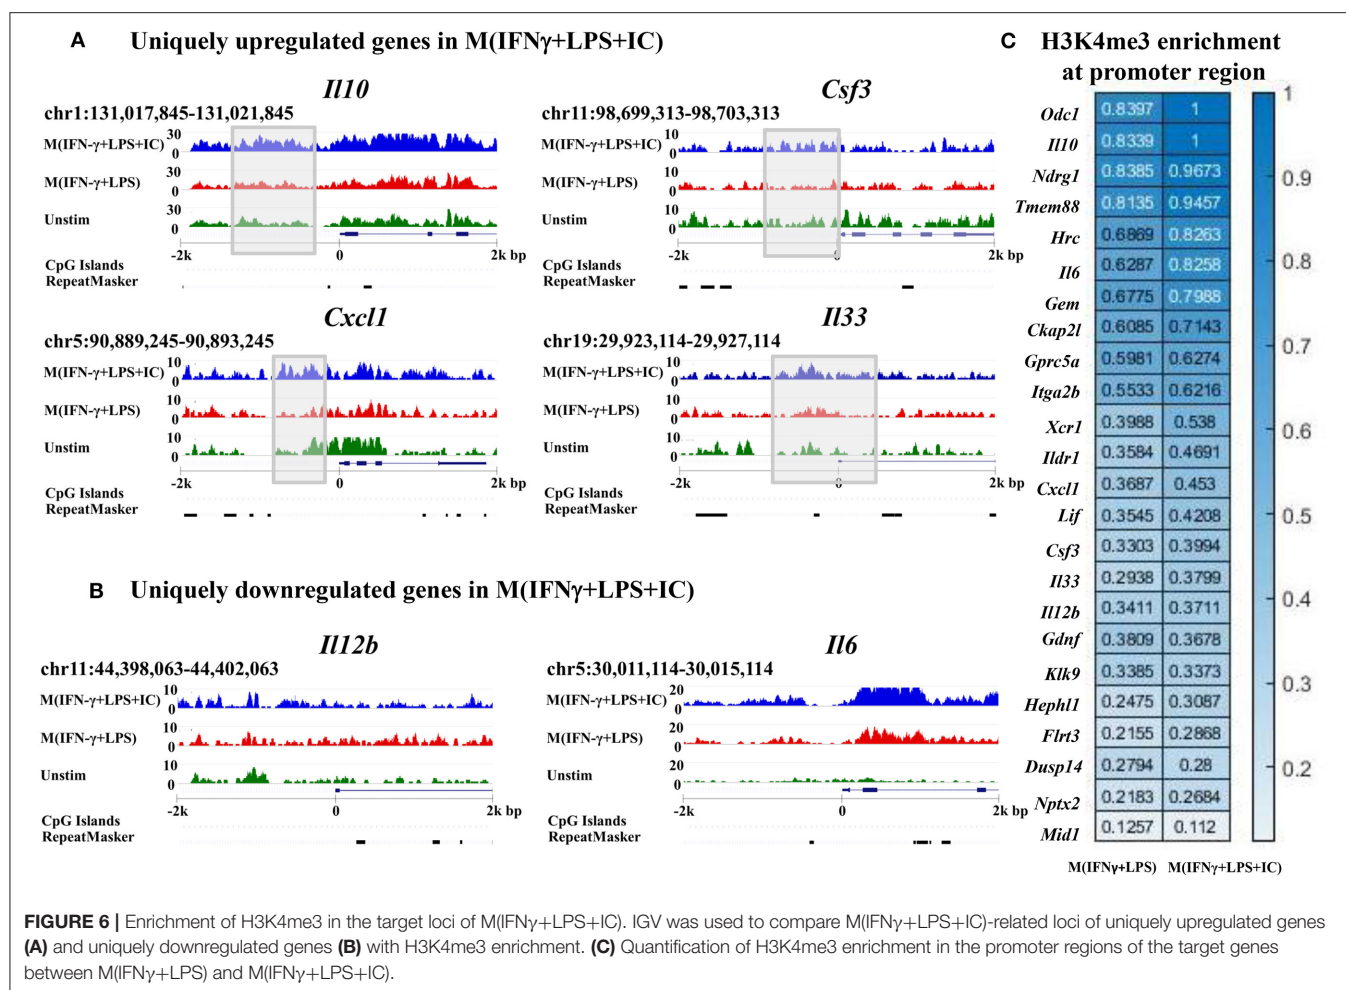 A Uniquely upregulated genes in M(IFNγ+LPS+IC)
Il10
chr1:131,017,845-131,021,845
M(IFN-γ+LPS+IC)
30
0
M(IFN-γ+LPS)
30
0
Unstim
30
0
-2k 0 2k bp
CpG Islands
RepeatMasker
Csf3
chr11:98,699,313-98,703,313
M(IFN-γ+LPS+IC)
10
0
M(IFN-γ+LPS)
10
0
Unstim
10
0
-2k 0 2k bp
CpG Islands
RepeatMasker
Cxcl1
chr5:90,889,245-90,893,245
M(IFN-γ+LPS+IC)
10
0
M(IFN-γ+LPS)
10
0
Unstim
10
0
-2k 0 2k bp
CpG Islands
RepeatMasker
Il33
chr19:29,923,114-29,927,114
M(IFN-γ+LPS+IC)
10
0
M(IFN-γ+LPS)
10
0
Unstim
10
0
-2k 0 2k bp
CpG Islands
RepeatMasker
B Uniquely downregulated genes in M(IFNγ+LPS+IC)
Il12b
chr11:44,398,063-44,402,063
M(IFN-γ+LPS+IC)
10
0
M(IFN-γ+LPS)
10
0
Unstim
10
0
-2k 0 2k bp
CpG Islands
RepeatMasker
Il6
chr5:30,011,114-30,015,114
M(IFN-γ+LPS+IC)
20
0
M(IFN-γ+LPS)
20
0
Unstim
20
0
-2k 0 2k bp
CpG Islands
RepeatMasker
C H3K4me3 enrichment
at promoter region
Odc1 0.8397 1
Il10 0.8339 1
Ndrg1 0.8385 0.9673
Tmem88 0.8135 0.9457
Hrc 0.6869 0.8263
Il6 0.6287 0.8258
Gem 0.6775 0.7988
Ckap2l 0.6085 0.7143
Gprc5a 0.5981 0.6274
Itga2b 0.5533 0.6216
Xcr1 0.3988 0.538
Ildr1 0.3584 0.4691
Cxcl1 0.3687 0.453
Lif 0.3545 0.4208
Csf3 0.3303 0.3994
Il33 0.2938 0.3799
Il12b 0.3411 0.3711
Gdnf 0.3809 0.3678
Klk9 0.3385 0.3373
Hephl1 0.2475 0.3087
Flrt3 0.2155 0.2868
Dusp14 0.2794 0.28
Nptx2 0.2183 0.2684
Mid1 0.1257 0.112
M(IFNγ+LPS) M(IFNγ+LPS+IC)
1
0.9
0.8
0.7
0.6
0.5
0.4
0.3
0.2
FIGURE 6 | Enrichment of H3K4me3 in the target loci of M(IFNγ+LPS+IC). IGV was used to compare M(IFNγ+LPS+IC)-related loci of uniquely upregulated genes
(A) and uniquely downregulated genes (B) with H3K4me3 enrichment. (C) Quantification of H3K4me3 enrichment in the promoter regions of the target genes
between M(IFNγ+LPS) and M(IFNγ+LPS+IC).